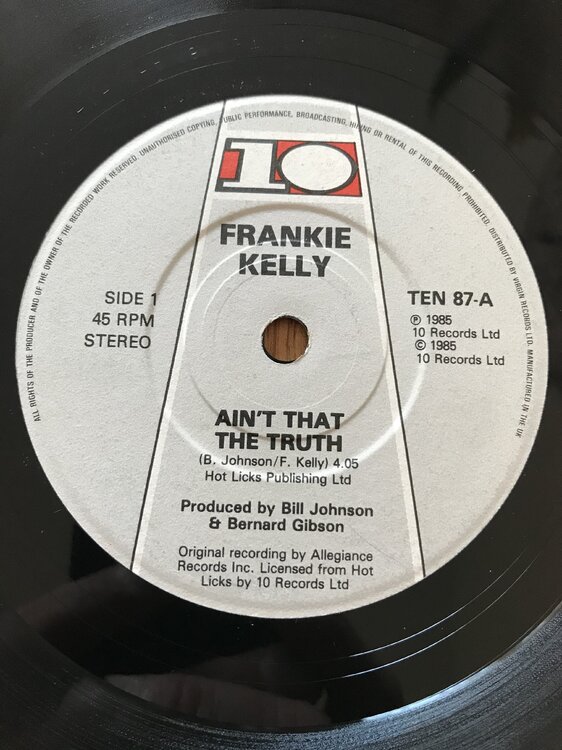 ALL RIGHTS OF THE PRODUCER AND OF THE OWNER OF THE RECORDED WORK RESERVED. UNAUTHORISED COPYING, PUBLIC PERFORMANCE, BROADCASTING, HIRING OR RENTAL OF THIS RECORDING PROHIBITED. DISTRIBUTED BY VIRGIN RECORDS LTD. MANUFACTURED IN THE UK
10
FRANKIE
KELLY
SIDE 1
45 RPM
STEREO
TEN 87-A
℗ 1985
10 Records Ltd
© 1985
10 Records Ltd
AIN'T THAT
THE TRUTH
(B. Johnson/F. Kelly) 4.05
Hot Licks Publishing Ltd
Produced by Bill Johnson
& Bernard Gibson
Original recording by Allegiance
Records Inc. Licensed from Hot
Licks by 10 Records Ltd